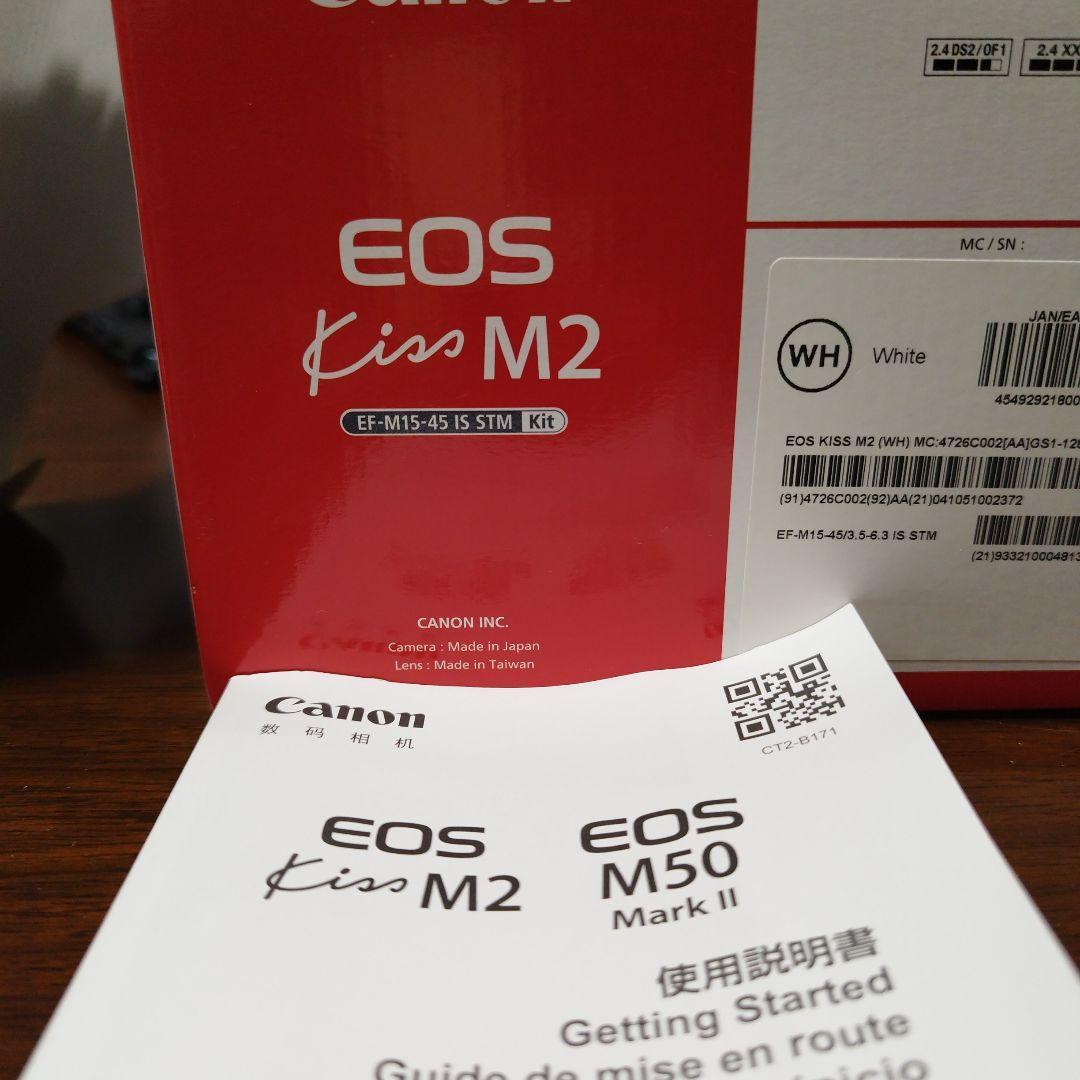 Canon
EOS
Kiss M2
EF-M15-45 IS STM Kit
CANON INC.
Camera : Made in Japan
Lens : Made in Taiwan
2.4 DS2/0F1
2.4 XX
MC / SN :
WH White
JAN/EA
45492921800
EOS KISS M2 (WH) MC:4726C002[AA]GS1-128
(91)4726C002(92)AA(21)041051002372
EF-M15-45/3.5-6.3 IS STM
(21)933210004813
Canon
数码相机
CT2-B171
EOS
Kiss M2
EOS
M50
Mark II
使用説明書
Getting Started
Guide de mise en route